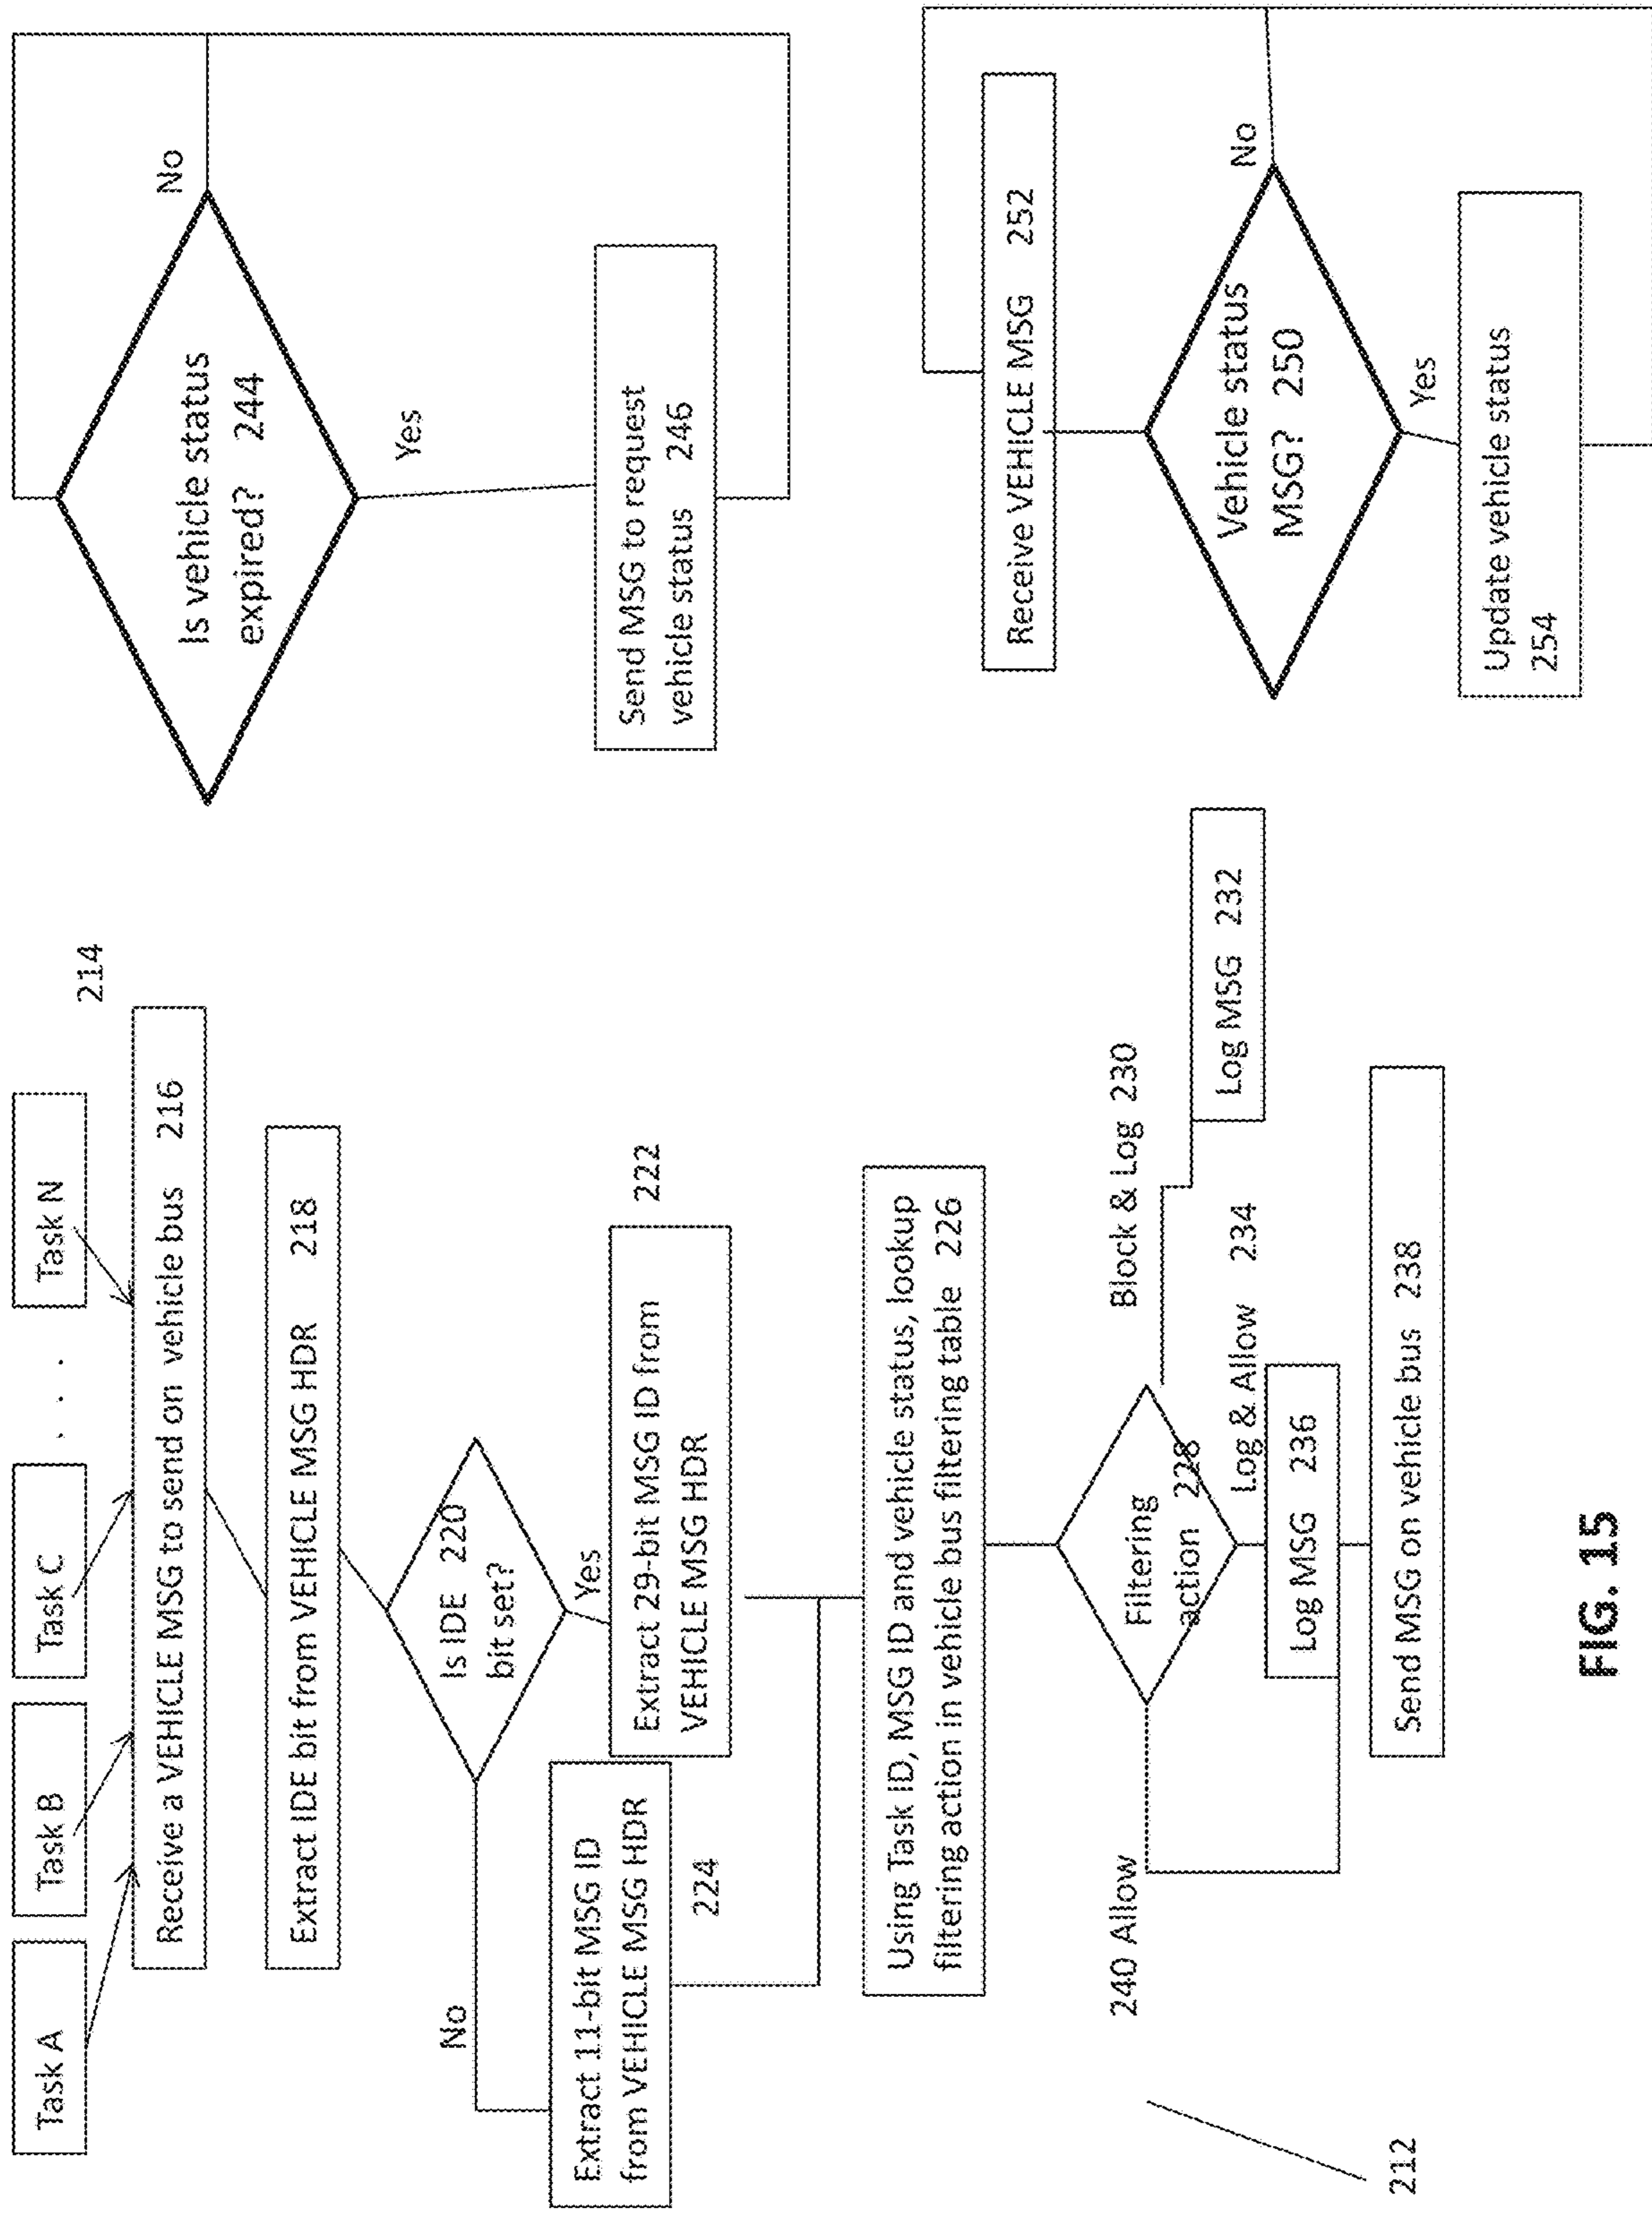 Task A
Task B
Task C
. . .
Task N
214
Receive a VEHICLE MSG to send on vehicle bus 216
Extract IDE bit from VEHICLE MSG HDR 218
Is IDE 220
bit set?
No
Yes
Extract 11-bit MSG ID
from VEHICLE MSG HDR
224
Extract 29-bit MSG ID from
VEHICLE MSG HDR
222
Using Task ID, MSG ID and vehicle status, lookup
filtering action in vehicle bus filtering table 226
Filtering
action 228
240 Allow
Block & Log 230
Log MSG 232
Log & Allow 234
Log MSG 236
Send MSG on vehicle bus 238
212
Is vehicle status
expired? 244
No
Yes
Send MSG to request
vehicle status 246
Receive VEHICLE MSG 252
Vehicle status
MSG? 250
No
Yes
Update vehicle status
254
FIG. 15